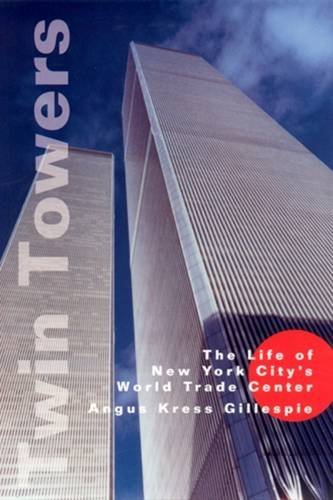 Twin Towers
The Life of
New York City's
World Trade Center
Angus Kress Gillespie